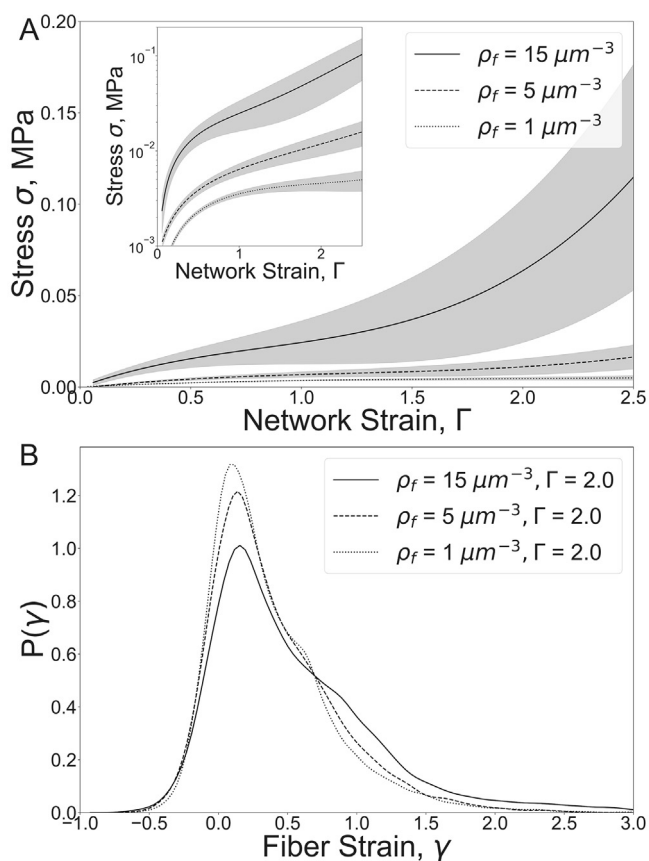 A
0.20
0.15
0.10
0.05
0.00
Stress σ, MPa
0.0
0.5
1.0
1.5
2.0
2.5
Network Strain, Γ
ρf = 15 μm⁻³
ρf = 5 μm⁻³
ρf = 1 μm⁻³
10⁻¹
10⁻²
10⁻³
Stress σ, MPa
0
1
2
Network Strain, Γ
B
1.2
1.0
0.8
0.6
0.4
0.2
0.0
P(γ)
−1.0
−0.5
0.0
0.5
1.0
1.5
2.0
2.5
3.0
Fiber Strain, γ
ρf = 15 μm⁻³, Γ = 2.0
ρf = 5 μm⁻³, Γ = 2.0
ρf = 1 μm⁻³, Γ = 2.0